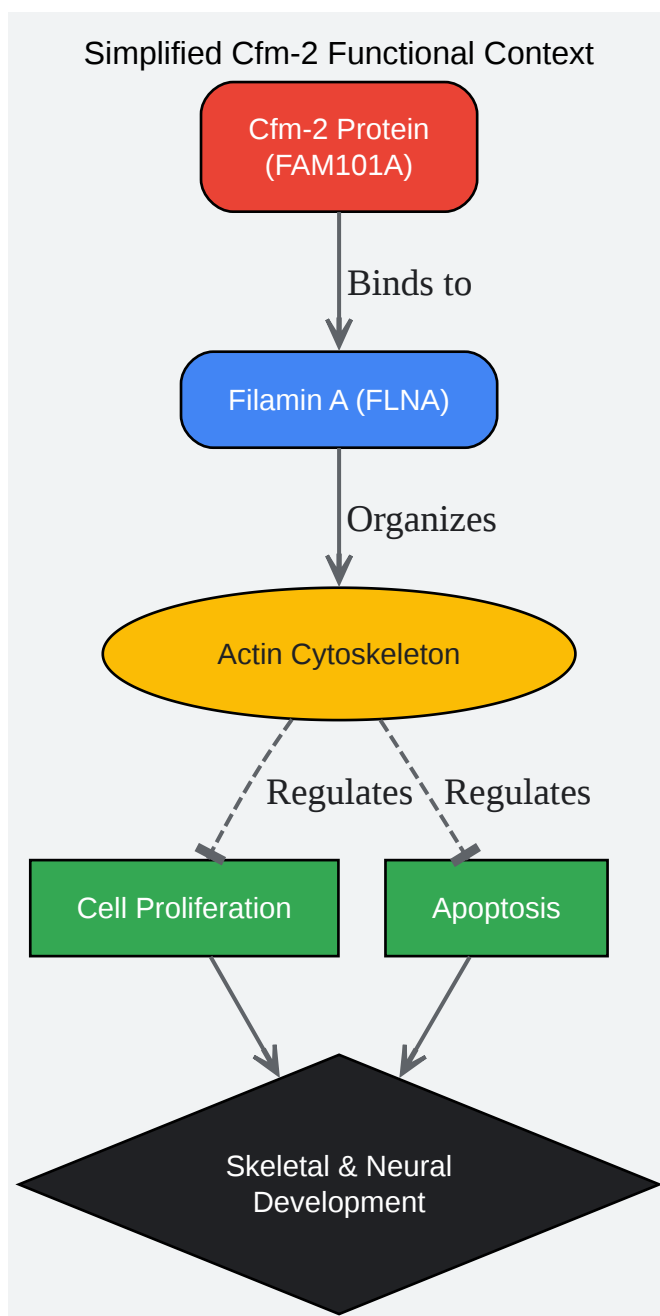 Simplified Cfm-2 Functional Context
Cfm-2 Protein
(FAM101A)
Binds to
Filamin A (FLNA)
Organizes
Actin Cytoskeleton
Regulates
Regulates
Cell Proliferation
Apoptosis
Skeletal & Neural
Development